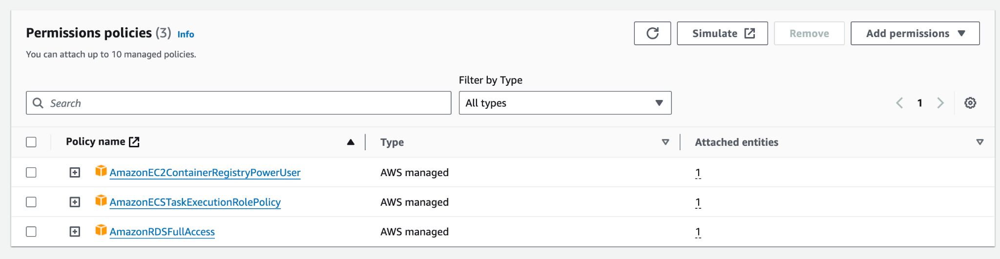 Permissions policies (3) Info
Simulate
Remove
Add permissions
You can attach up to 10 managed policies.
Filter by Type
Search
All types
1
Policy name
Type
Attached entities
AmazonEC2ContainerRegistryPowerUser
AWS managed
1
AmazonECSTaskExecutionRolePolicy
AWS managed
1
AmazonRDSFullAccess
AWS managed
1